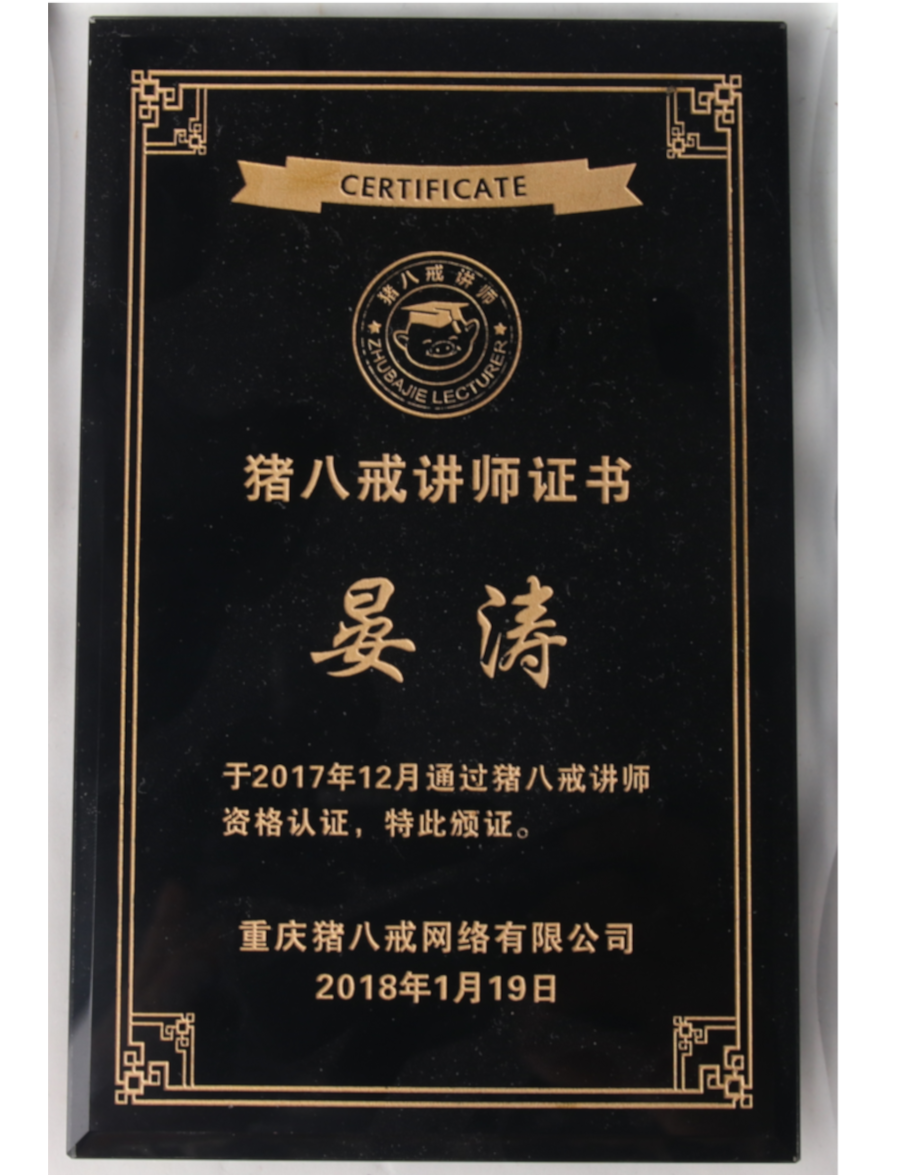 CERTIFICATE
猪八戒讲师
ZHUBAJIE LECTURER
猪八戒讲师证书
晏涛
于2017年12月通过猪八戒讲师
资格认证，特此颁证。
重庆猪八戒网络有限公司
2018年1月19日